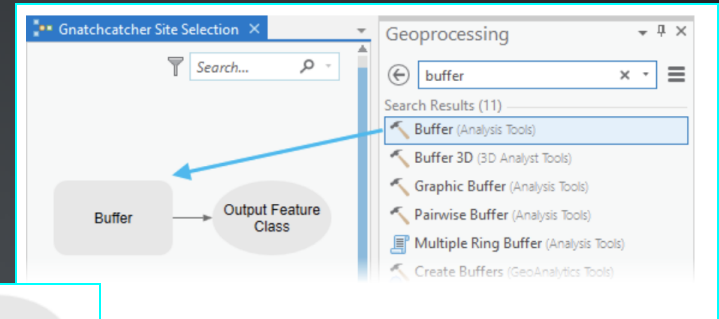 Gnatchcatcher Site Selection
Search...
Buffer
Output Feature
Class
Geoprocessing
buffer
Search Results (11)
Buffer (Analysis Tools)
Buffer 3D (3D Analyst Tools)
Graphic Buffer (Analysis Tools)
Pairwise Buffer (Analysis Tools)
Multiple Ring Buffer (Analysis Tools)
Create Buffers (GeoAnalytics Tools)